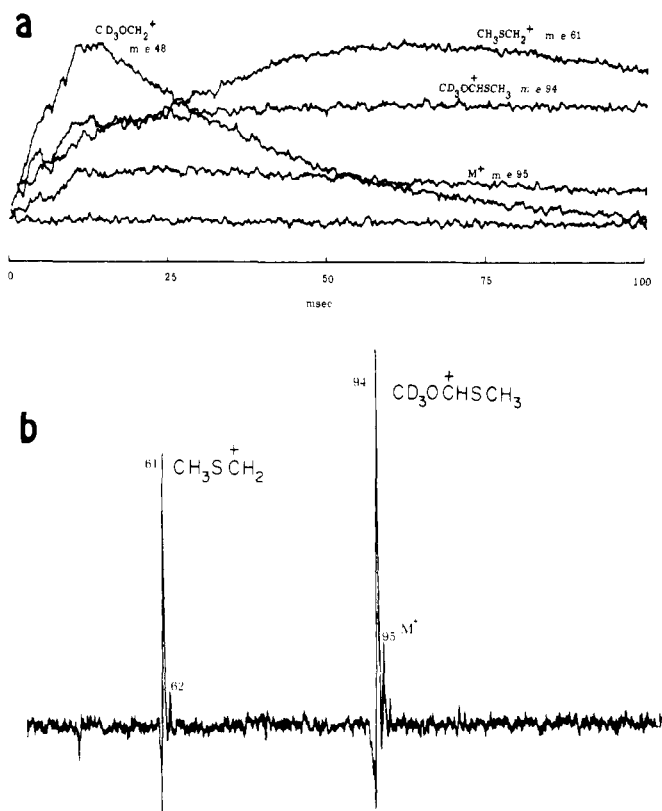 a
CD₃OCH₂⁺
m e 48
CH₃SCH₂⁺ m e 61
CD₃OCHSCH₃ m e 94
+
M⁺ m e 95
0 25 50 75 100
msec
b
94
+
CD₃OCHSCH₃
61
+
CH₃SCH₂
95 M⁺
62